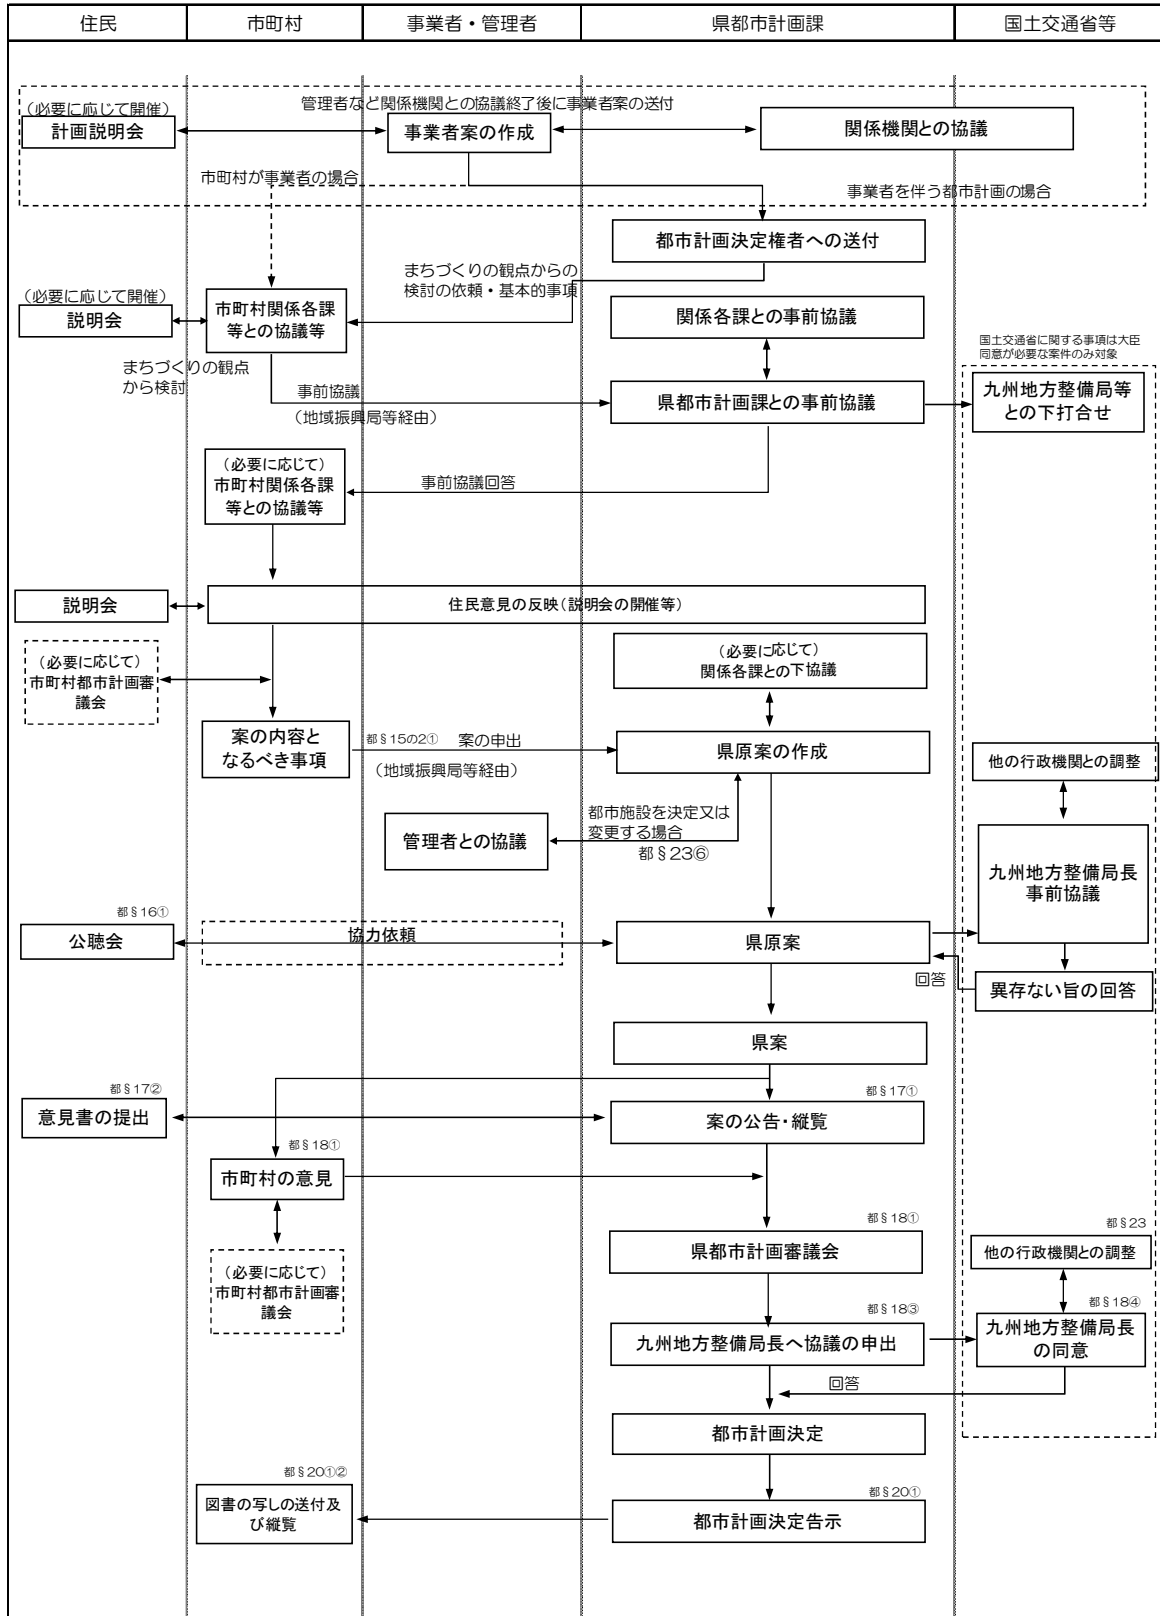 住民
市町村
事業者・管理者
県都市計画課
国土交通省等
(必要に応じて開催)
計画説明会
管理者など関係機関との協議終了後に事業者案の送付
事業者案の作成
関係機関との協議
市町村が事業者の場合
事業者を伴う都市計画の場合
都市計画決定権者への送付
まちづくりの観点からの
検討の依頼・基本的事項
(必要に応じて開催)
説明会
市町村関係各課
等との協議等
関係各課との事前協議
国土交通省に関する事項は大臣
同意が必要な案件のみ対象
まちづくりの観点
から検討
事前協議
(地域振興局等経由)
県都市計画課との事前協議
九州地方整備局等
との下打合せ
(必要に応じて)
市町村関係各課
等との協議等
事前協議回答
説明会
住民意見の反映(説明会の開催等)
(必要に応じて)
市町村都市計画審
議会
(必要に応じて)
関係各課との下協議
案の内容と
なるべき事項
都§15の2① 案の申出
(地域振興局等経由)
県原案の作成
他の行政機関との調整
管理者との協議
都市施設を決定又は
変更する場合
都§23⑥
九州地方整備局長
事前協議
都§16①
公聴会
協力依頼
県原案
回答
異存ない旨の回答
県案
都§17②
意見書の提出
都§17①
案の公告・縦覧
都§18①
市町村の意見
都§18①
県都市計画審議会
都§23
他の行政機関との調整
(必要に応じて)
市町村都市計画審
議会
都§18③
九州地方整備局長へ協議の申出
都§18④
九州地方整備局長
の同意
回答
都市計画決定
都§20①②
図書の写しの送付及
び縦覧
都§20①
都市計画決定告示